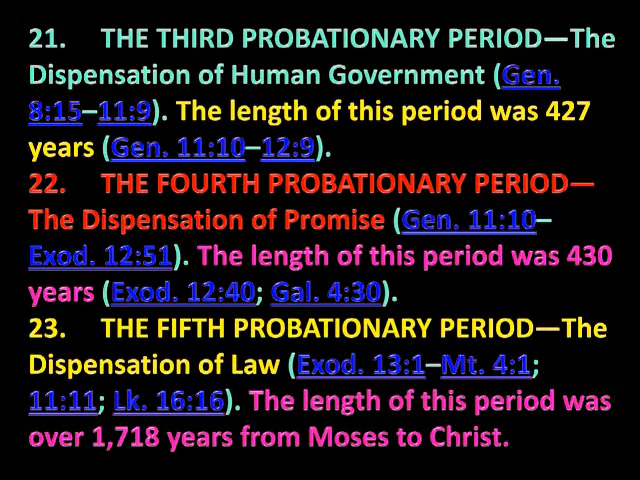 21. THE THIRD PROBATIONARY PERIOD—The
Dispensation of Human Government (Gen.
8:15–11:9). The length of this period was 427
years (Gen. 11:10–12:9).
22. THE FOURTH PROBATIONARY PERIOD—
The Dispensation of Promise (Gen. 11:10–
Exod. 12:51). The length of this period was 430
years (Exod. 12:40; Gal. 4:30).
23. THE FIFTH PROBATIONARY PERIOD—The
Dispensation of Law (Exod. 13:1–Mt. 4:1;
11:11; Lk. 16:16). The length of this period was
over 1,718 years from Moses to Christ.